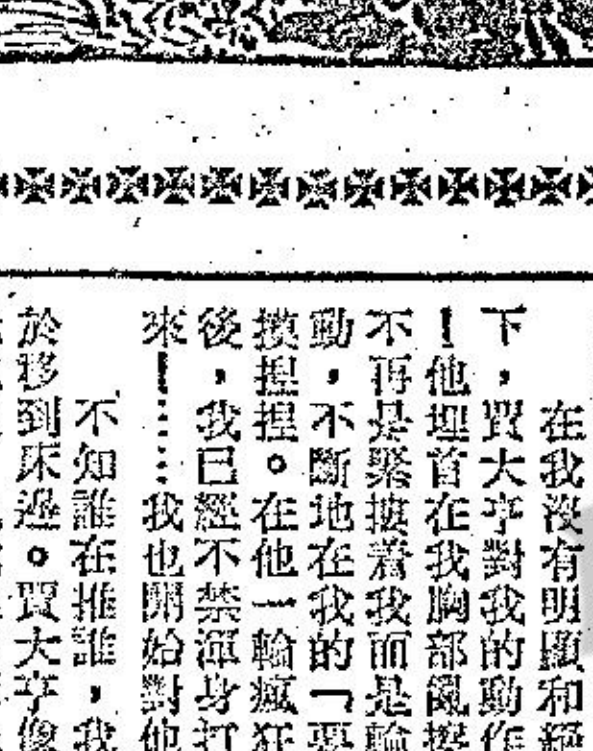 在我沒有明顯和
下，賈大亨對我的動作
！他埋首在我胸部亂
不再是緊摟着我而是
動，不斷地在我的「要
捏捏。在他一輪瘋狂
後，我已經不禁渾身打
來！……我也開始對他
不知誰在推誰，我
於移到床邊。賈大亨像